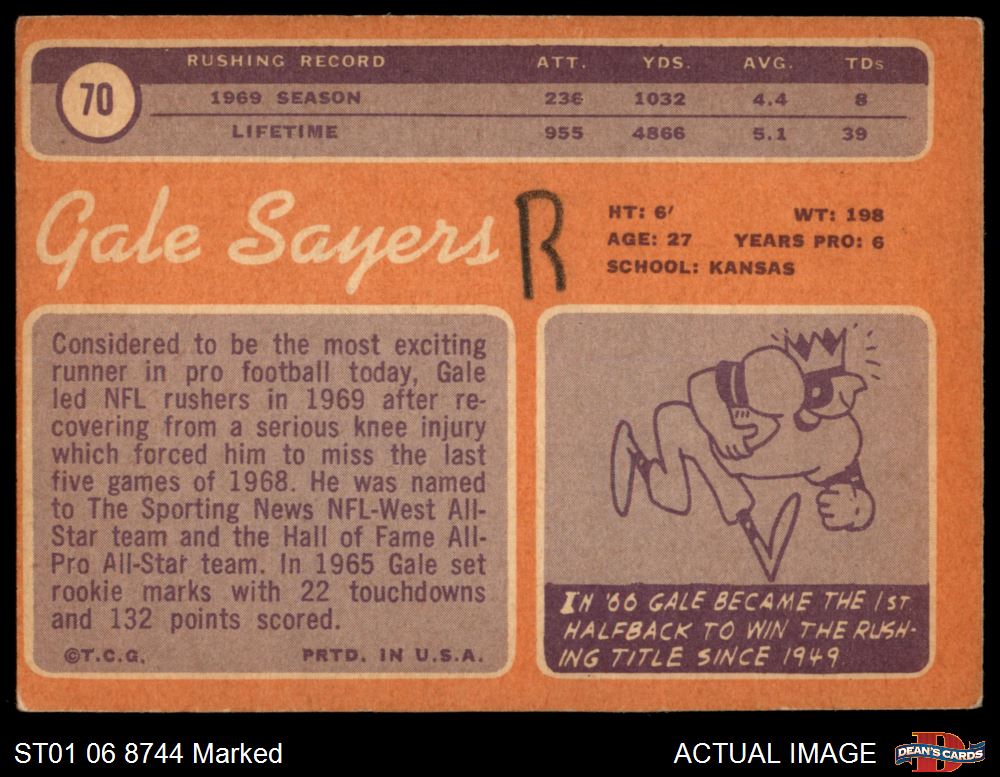 RUSHING RECORD ATT. YDS. AVG. TDs
70
1969 SEASON 236 1032 4.4 8
LIFETIME 955 4866 5.1 39
Gale Sayers
R
HT: 6' WT: 198
AGE: 27 YEARS PRO: 6
SCHOOL: KANSAS
Considered to be the most exciting
runner in pro football today, Gale
led NFL rushers in 1969 after re-
covering from a serious knee injury
which forced him to miss the last
five games of 1968. He was named
to The Sporting News NFL-West All-
Star team and the Hall of Fame All-
Pro All-Star team. In 1965 Gale set
rookie marks with 22 touchdowns
and 132 points scored.
©T.C.G. PRTD. IN U.S.A.
IN '66 GALE BECAME THE 1ST
HALFBACK TO WIN THE RUSH-
ING TITLE SINCE 1949.
ST01 06 8744 Marked
ACTUAL IMAGE
D
DEAN'S CARDS